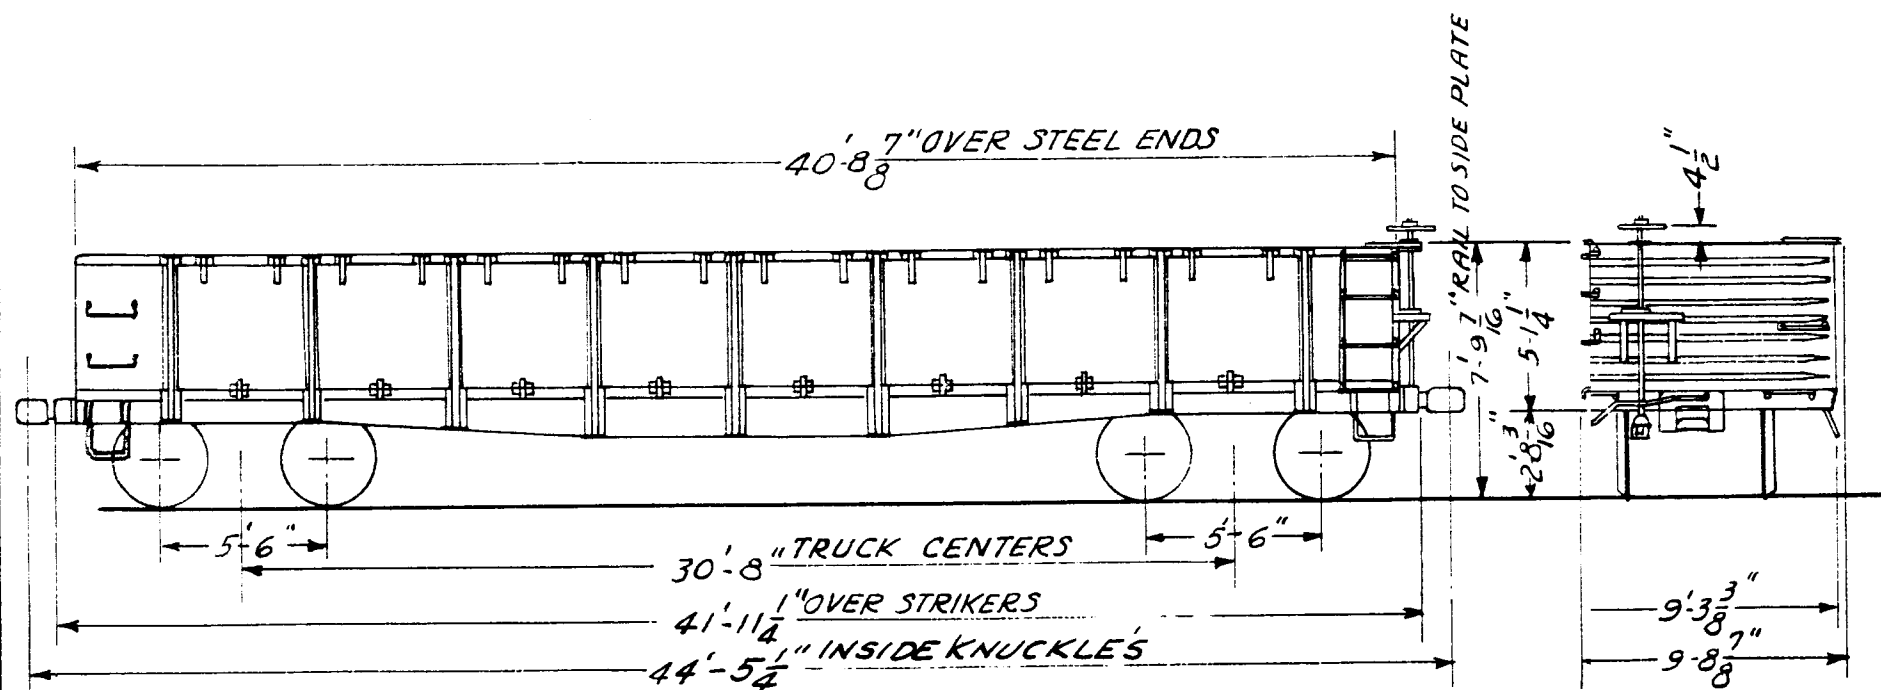 40'-8 7/8" OVER STEEL ENDS
4 1/2"
7'-9 7/16" RAIL TO SIDE PLATE
5'-1 1/4"
2'-8 3/16"
5'-6"
5'-6"
30'-8" TRUCK CENTERS
41'-11 1/4" OVER STRIKERS
44'-5 1/4" INSIDE KNUCKLE'S
9'-3 3/8"
9-8 7/8"